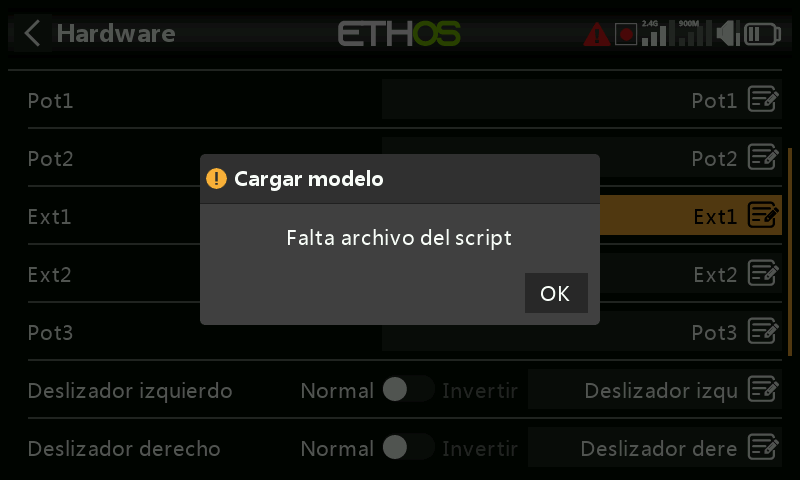 Hardware ETHOS 2.4G 900M
Pot1 Pot1
Pot2 Pot2
Cargar modelo
Ext1 Ext1
Falta archivo del script
Ext2 Ext2
OK
Pot3 Pot3
Deslizador izquierdo Normal Invertir Deslizador izqu
Deslizador derecho Normal Invertir Deslizador dere